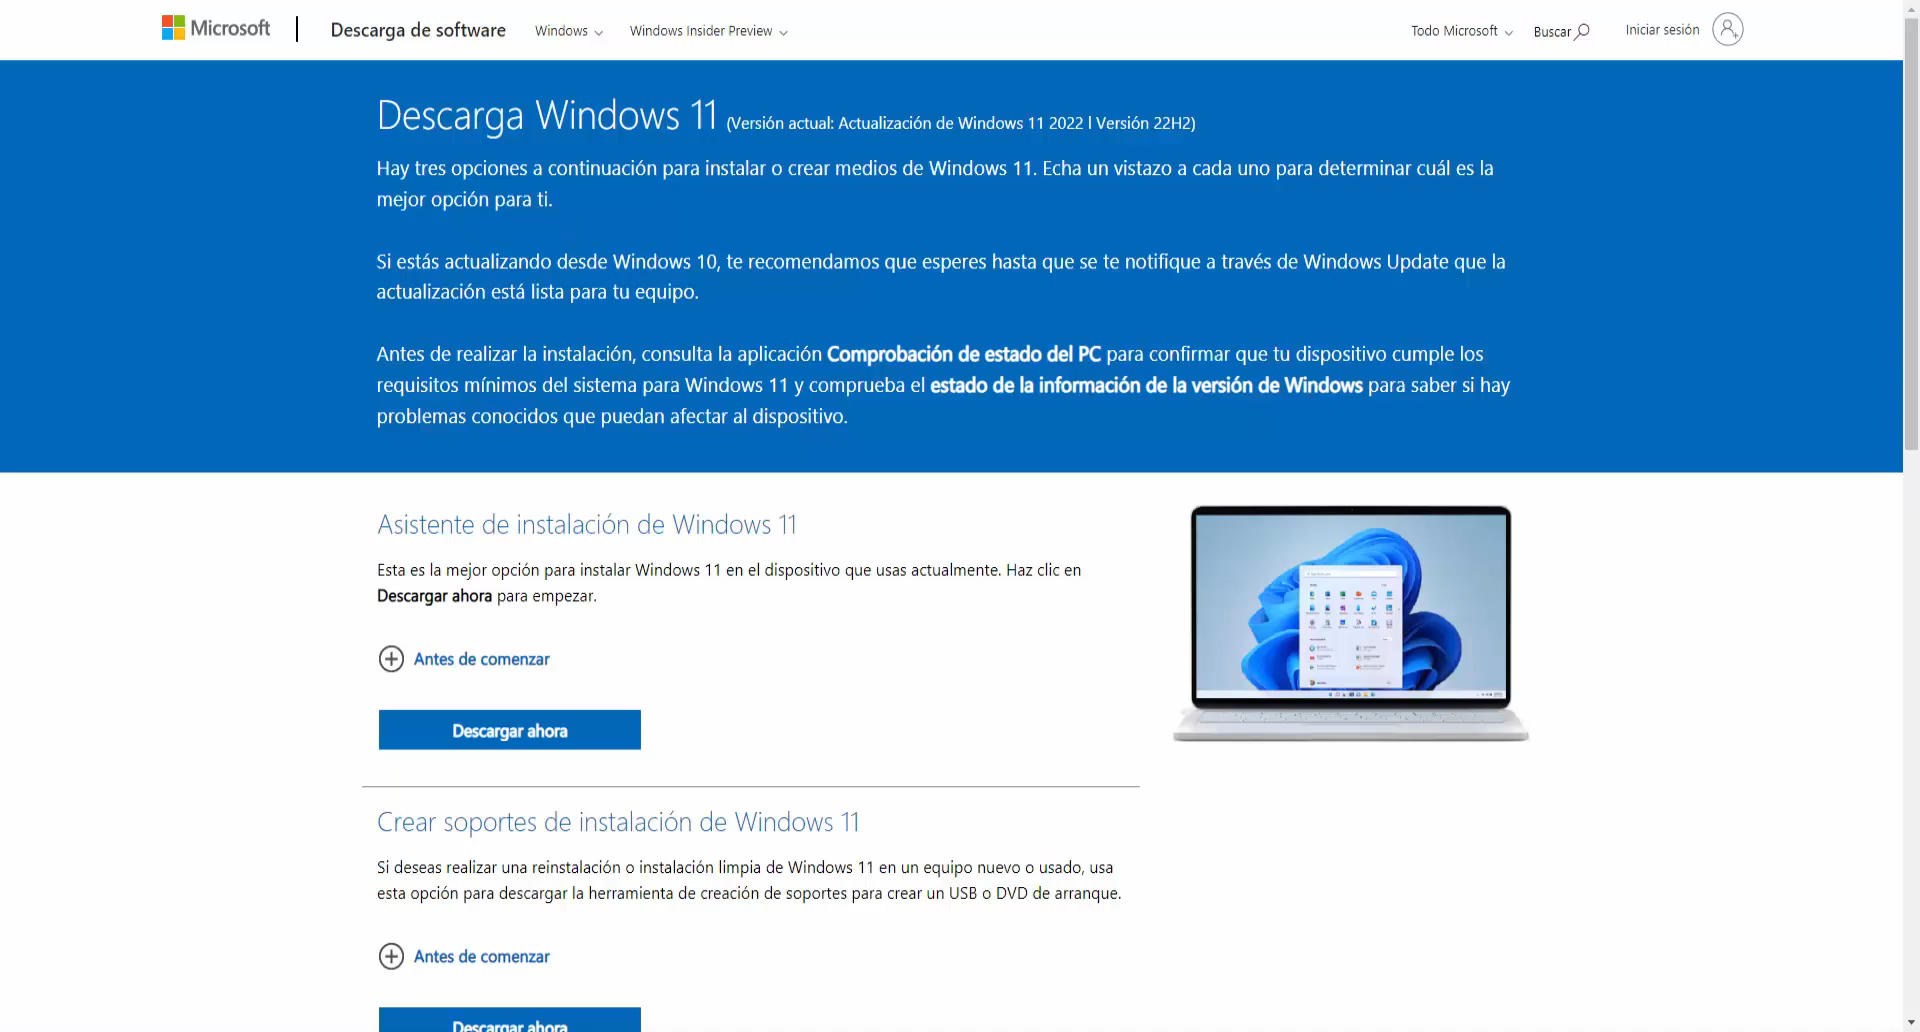 Microsoft
Descarga de software
Windows
Windows Insider Preview
Todo Microsoft
Buscar
Iniciar sesión
Descarga Windows 11 (Versión actual: Actualización de Windows 11 2022 l Versión 22H2)
Hay tres opciones a continuación para instalar o crear medios de Windows 11. Echa un vistazo a cada uno para determinar cuál es la
mejor opción para ti.
Si estás actualizando desde Windows 10, te recomendamos que esperes hasta que se te notifique a través de Windows Update que la
actualización está lista para tu equipo.
Antes de realizar la instalación, consulta la aplicación Comprobación de estado del PC para confirmar que tu dispositivo cumple los
requisitos mínimos del sistema para Windows 11 y comprueba el estado de la información de la versión de Windows para saber si hay
problemas conocidos que puedan afectar al dispositivo.
Asistente de instalación de Windows 11
Esta es la mejor opción para instalar Windows 11 en el dispositivo que usas actualmente. Haz clic en
Descargar ahora para empezar.
Antes de comenzar
Descargar ahora
Crear soportes de instalación de Windows 11
Si deseas realizar una reinstalación o instalación limpia de Windows 11 en un equipo nuevo o usado, usa
esta opción para descargar la herramienta de creación de soportes para crear un USB o DVD de arranque.
Antes de comenzar
Descargar ahora